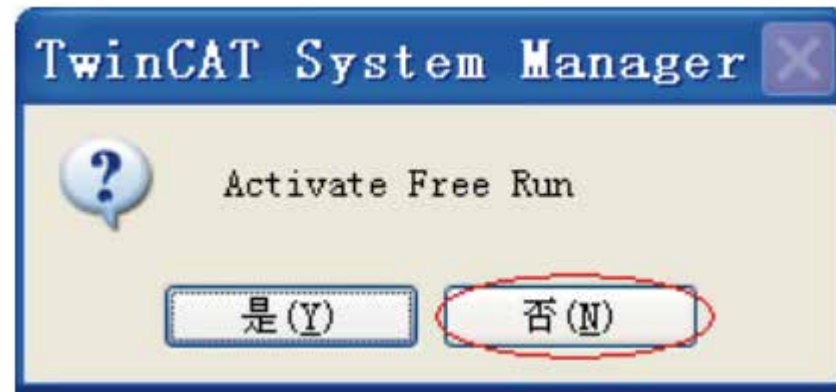 TwinCAT System Manager
?
Activate Free Run
是(Y)
否(N)